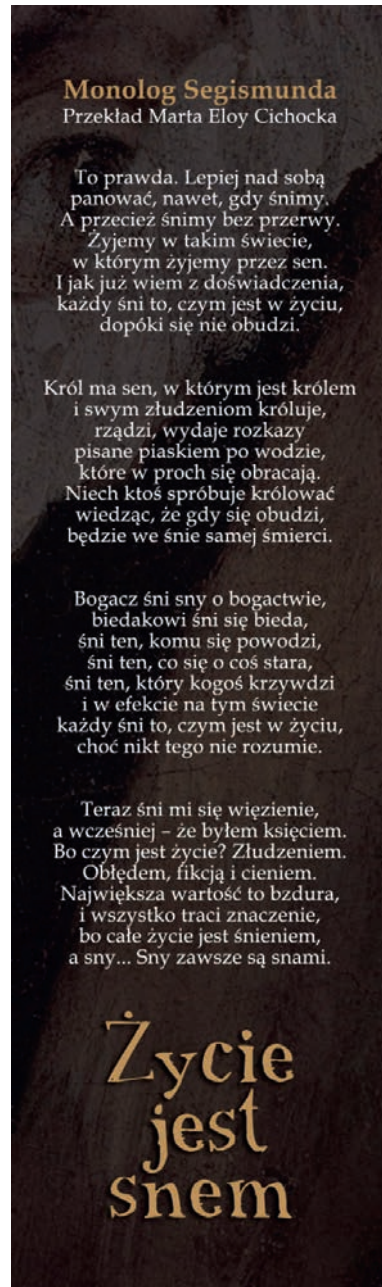 Monolog Segismunda
Przekład Marta Eloy Cichocka
To prawda. Lepiej nad sobą
panować, nawet, gdy śnimy.
A przecież śnimy bez przerwy.
Żyjemy w takim świecie,
w którym żyjemy przez sen.
I jak już wiem z doświadczenia,
każdy śni to, czym jest w życiu,
dopóki się nie obudzi.
Król ma sen, w którym jest królem
i swym złudzeniom króluje,
rządzi, wydaje rozkazy
pisane piaskiem po wodzie,
które w proch się obracają.
Niech ktoś spróbuje królować
wiedząc, że gdy się obudzi,
będzie we śnie samej śmierci.
Bogacz śni sny o bogactwie,
biedakowi śni się bieda,
śni ten, komu się powodzi,
śni ten, co się o coś stara,
śni ten, który kogoś krzywdzi
i w efekcie na tym świecie
każdy śni to, czym jest w życiu,
choć nikt tego nie rozumie.
Teraz śni mi się więzienie,
a wcześniej – że byłem księciem.
Bo czym jest życie? Złudzeniem.
Obłędem, fikcją i cieniem.
Największa wartość to bzdura,
i wszystko traci znaczenie,
bo całe życie jest śnieniem,
a sny... Sny zawsze są snami.
Życie
jest
snem